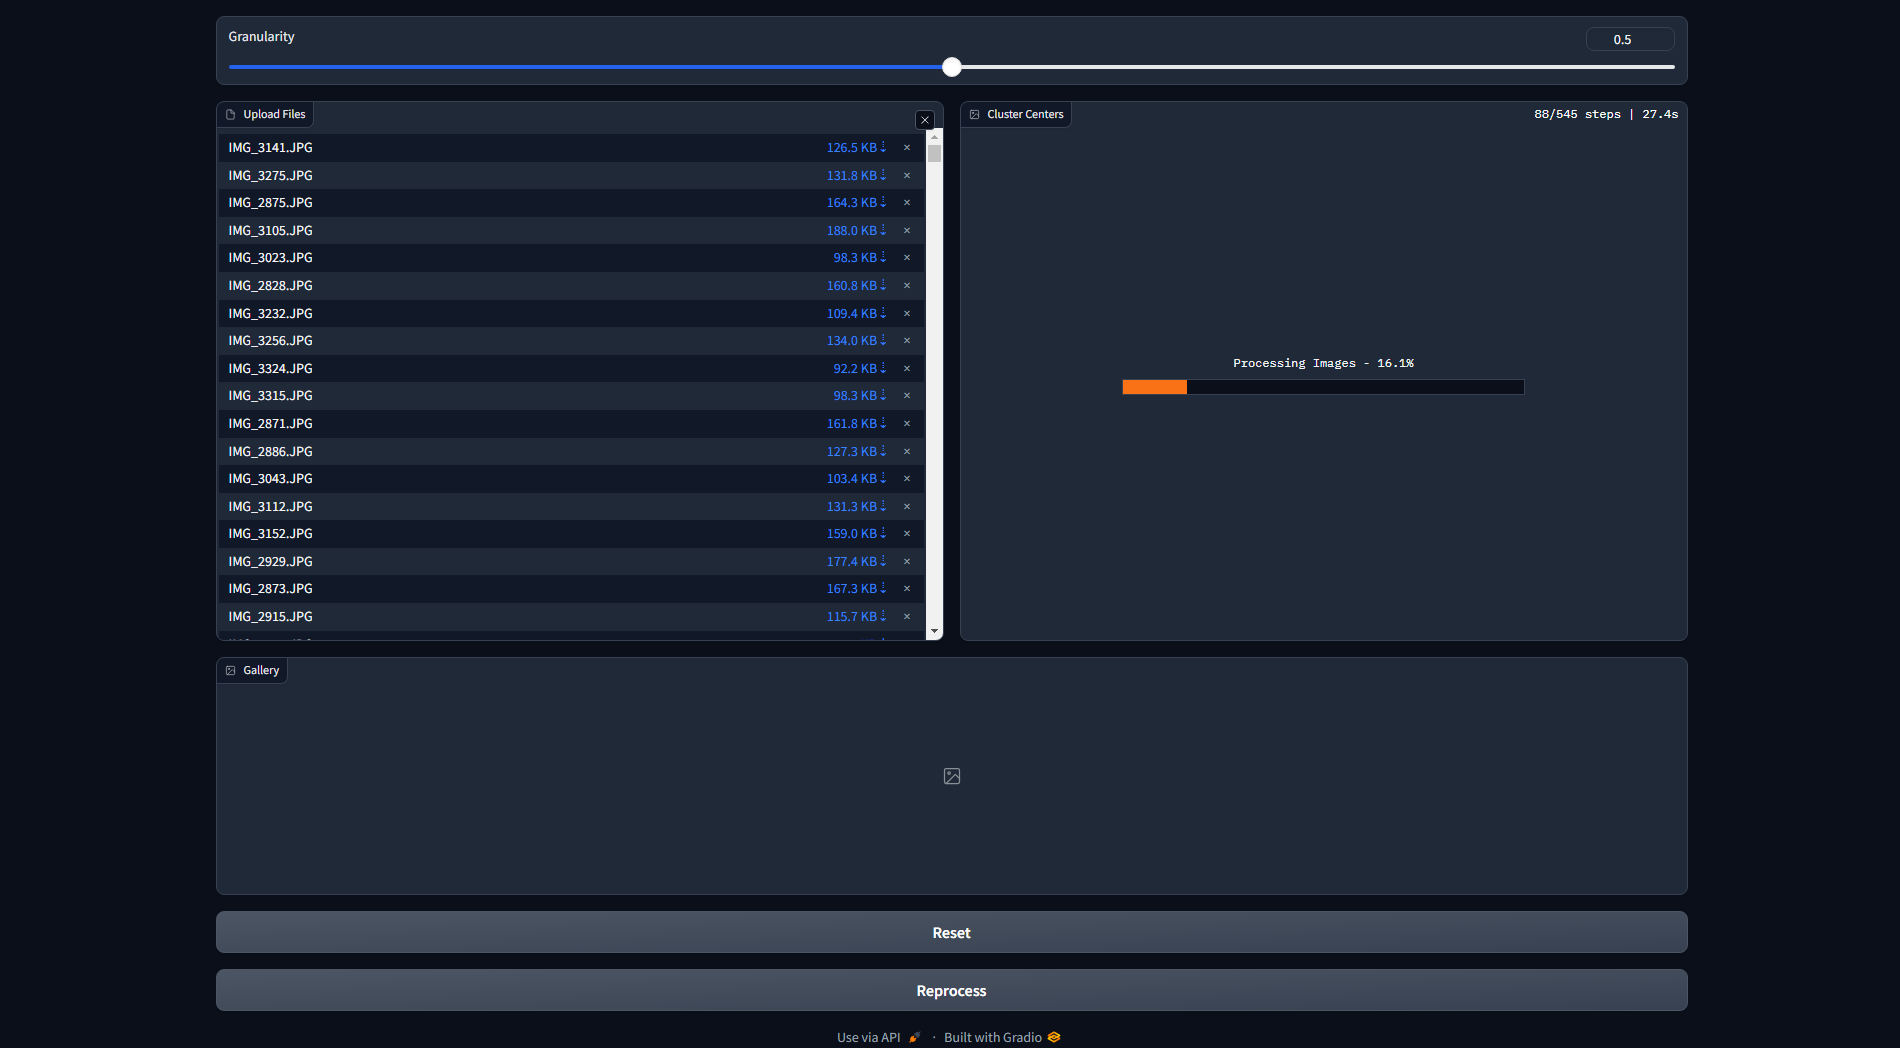 Granularity
0.5
Upload Files
Cluster Centers
88/545 steps | 27.4s
IMG_3141.JPG 126.5 KB⇣ ×
IMG_3275.JPG 131.8 KB⇣ ×
IMG_2875.JPG 164.3 KB⇣ ×
IMG_3105.JPG 188.0 KB⇣ ×
IMG_3023.JPG 98.3 KB⇣ ×
IMG_2828.JPG 160.8 KB⇣ ×
IMG_3232.JPG 109.4 KB⇣ ×
IMG_3256.JPG 134.0 KB⇣ ×
IMG_3324.JPG 92.2 KB⇣ ×
IMG_3315.JPG 98.3 KB⇣ ×
IMG_2871.JPG 161.8 KB⇣ ×
IMG_2886.JPG 127.3 KB⇣ ×
IMG_3043.JPG 103.4 KB⇣ ×
IMG_3112.JPG 131.3 KB⇣ ×
IMG_3152.JPG 159.0 KB⇣ ×
IMG_2929.JPG 177.4 KB⇣ ×
IMG_2873.JPG 167.3 KB⇣ ×
IMG_2915.JPG 115.7 KB⇣ ×
Processing Images - 16.1%
Gallery
Reset
Reprocess
Use via API · Built with Gradio